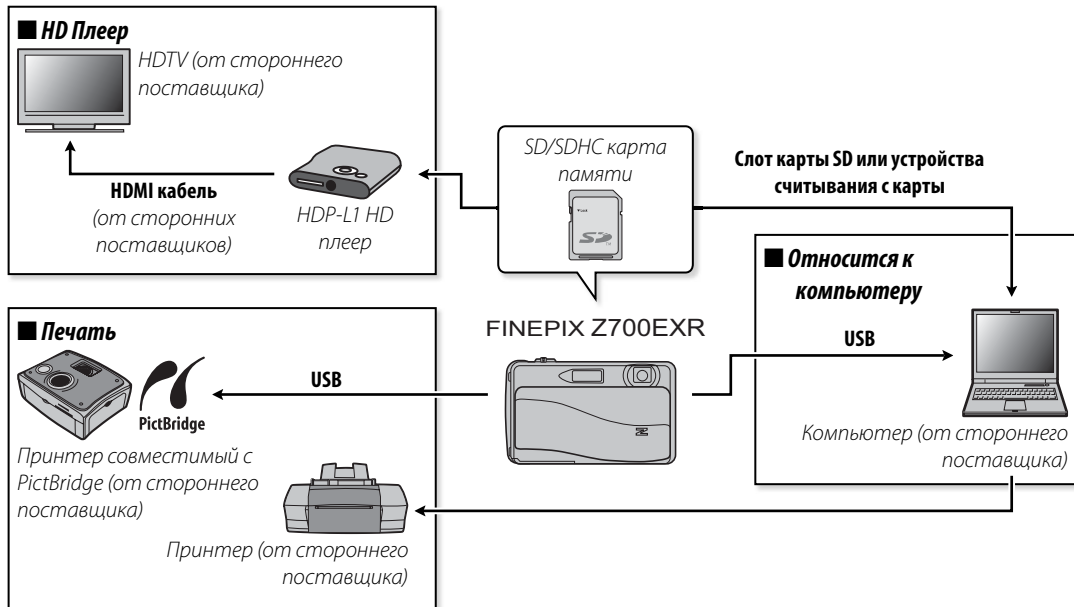 ■ HD Плеер
HDTV (от стороннего
поставщика)
HDMI кабель
(от сторонних
поставщиков)
HDP-L1 HD
плеер
SD/SDHC карта
памяти
Слот карты SD или устройства
считывания с карты
■ Относится к
компьютеру
USB
Компьютер (от стороннего
поставщика)
FINEPIX Z700EXR
■ Печать
PictBridge
USB
Принтер совместимый с
PictBridge (от стороннего
поставщика)
Принтер (от стороннего
поставщика)